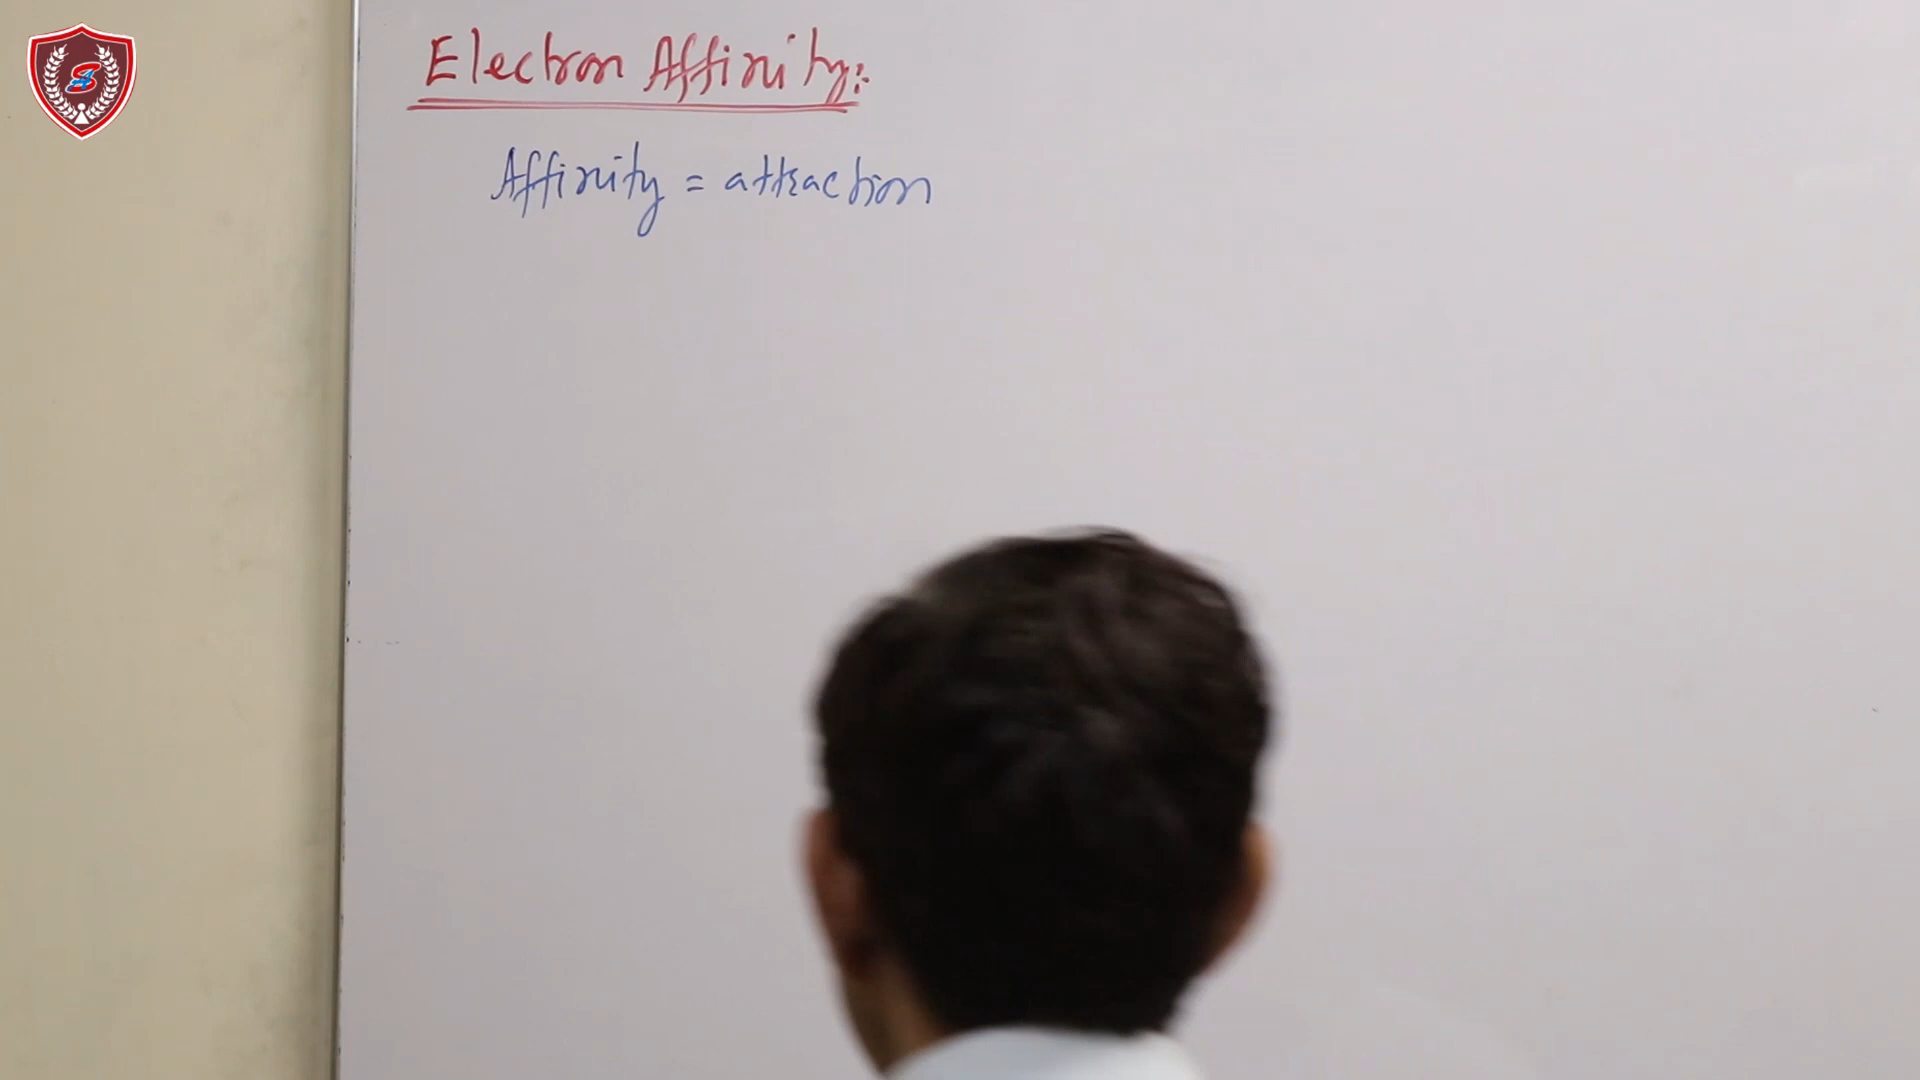 Electron Affinity:-
Affinity = attraction